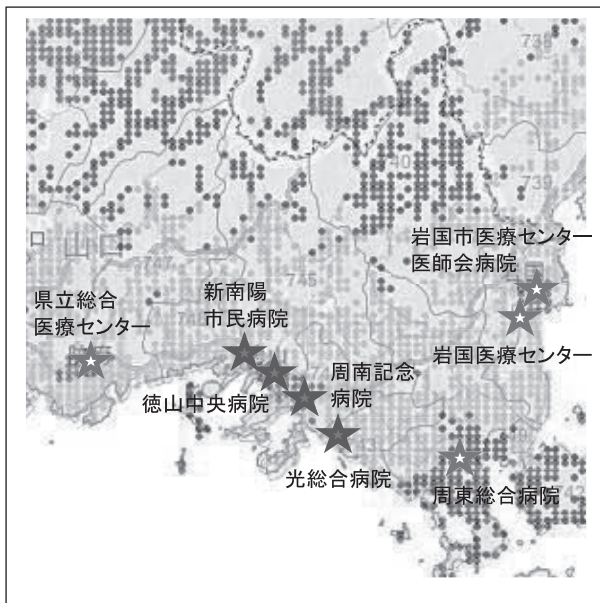 岩国市医療センター
医師会病院
県立総合
医療センター
新南陽
市民病院
岩国医療センター
周南記念
病院
徳山中央病院
光総合病院
周東総合病院
山口